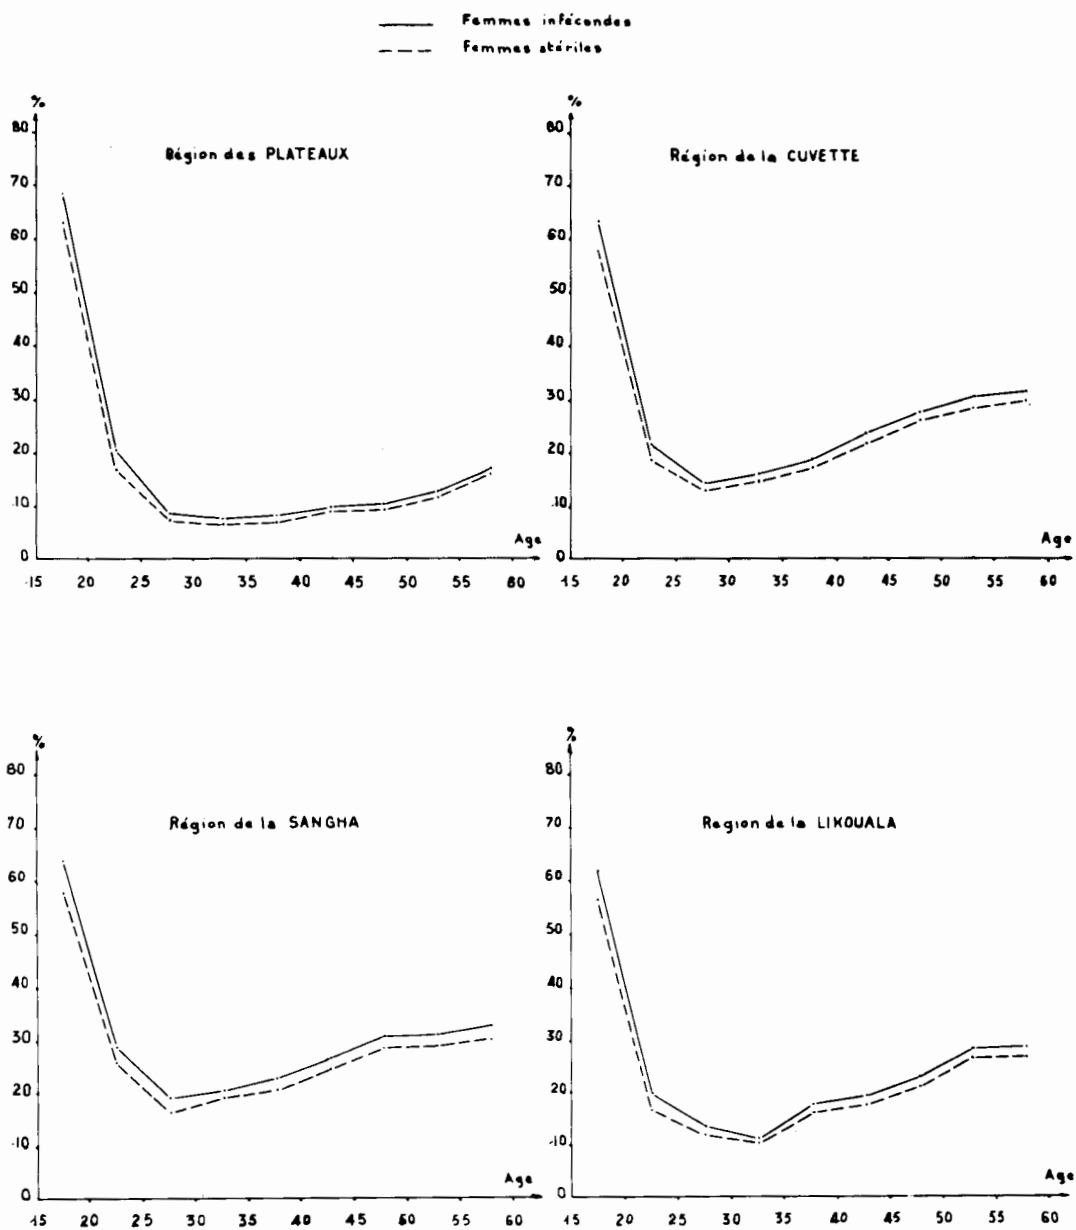 Femmes infécondes
Femmes stériles
%
80
70
60
50
40
30
20
10
0
Région des PLATEAUX
Age
15 20 25 30 35 40 45 50 55 60
%
80
70
60
50
40
30
20
10
0
Région de la CUVETTE
Age
15 20 25 30 35 40 45 50 55 60
%
80
70
60
50
40
30
20
10
0
Région de la SANGHA
Age
15 20 25 30 35 40 45 50 55 60
%
80
70
60
50
40
30
20
10
0
Region de la LIKOUALA
Age
15 20 25 30 35 40 45 50 55 60